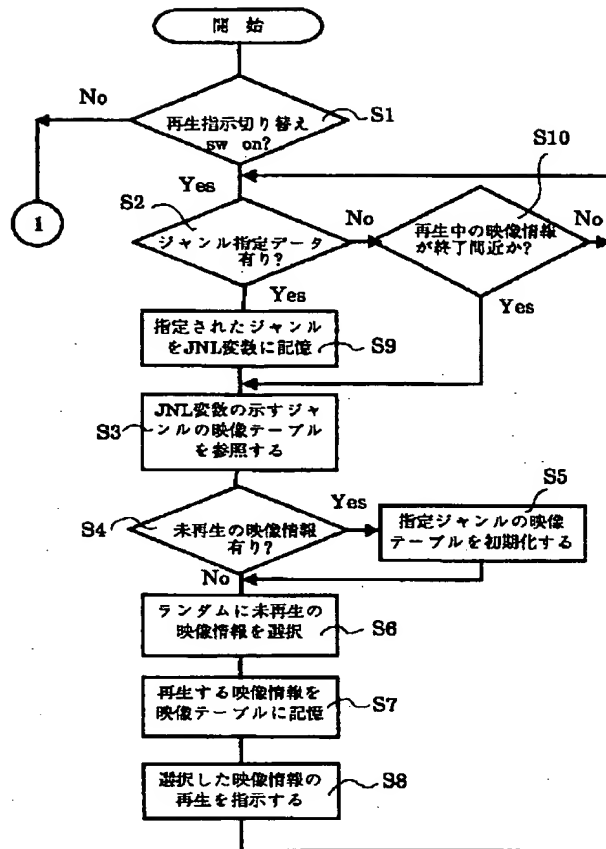 開 始
No
再生指示切り替え
sw on?
S1
S10
Yes
1
S2
ジャンル指定データ
有り?
No
再生中の映像情報
が終了間近か?
No
Yes
Yes
指定されたジャンル
をJNL変数に記憶
S9
S3
JNL変数の示すジャ
ンルの映像テーブル
を参照する
S4
未再生の映像情報
有り?
Yes
S5
指定ジャンルの映像
テーブルを初期化する
No
ランダムに未再生の
映像情報を選択
S6
再生する映像情報を
映像テーブルに記憶
S7
選択した映像情報の
再生を指示する
S8